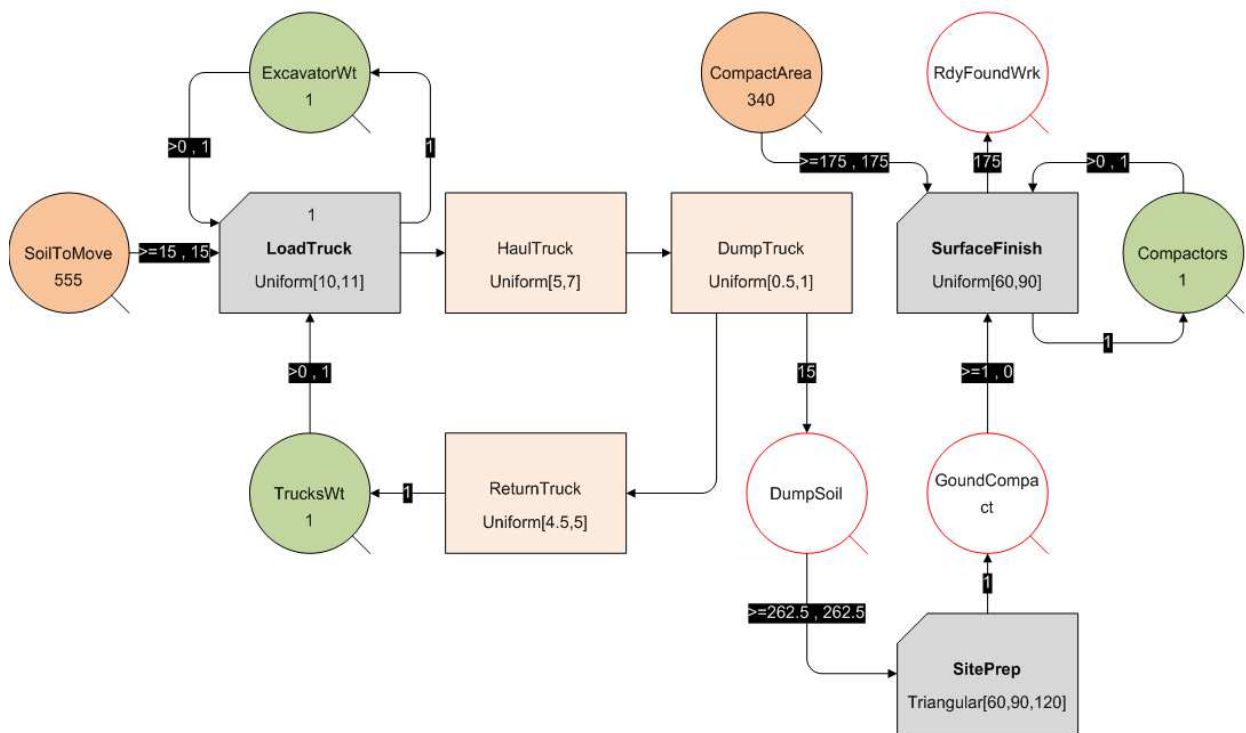 ExcavatorWt
1
CompactArea
340
RdyFoundWrk
>0 , 1
1
>=175 , 175
175
>0 , 1
SoilToMove
555
>=15 , 15
1
LoadTruck
Uniform[10,11]
HaulTruck
Uniform[5,7]
DumpTruck
Uniform[0.5,1]
SurfaceFinish
Uniform[60,90]
Compactors
1
1
>0 , 1
15
>=1 , 0
TrucksWt
1
1
ReturnTruck
Uniform[4.5,5]
DumpSoil
GoundCompa
ct
1
>=262.5 , 262.5
SitePrep
Triangular[60,90,120]